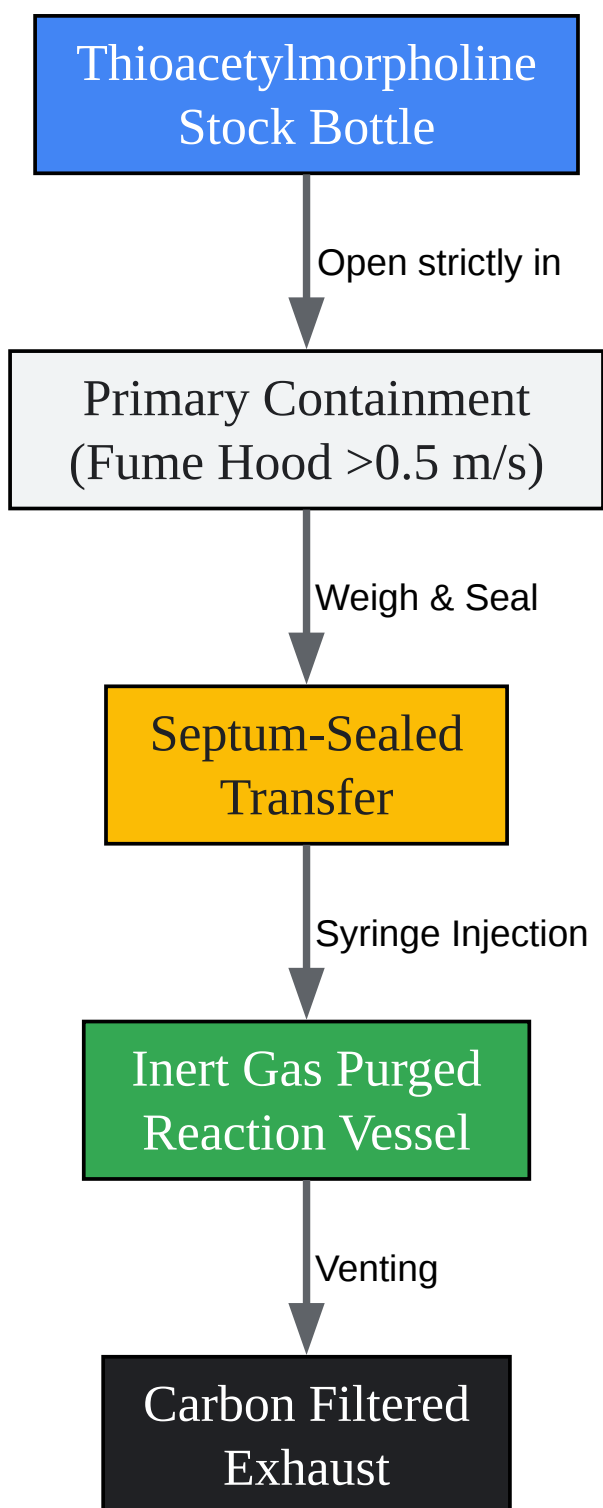 Thioacetylmorpholine
Stock Bottle
Open strictly in
Primary Containment
(Fume Hood >0.5 m/s)
Weigh & Seal
Septum-Sealed
Transfer
Syringe Injection
Inert Gas Purged
Reaction Vessel
Venting
Carbon Filtered
Exhaust